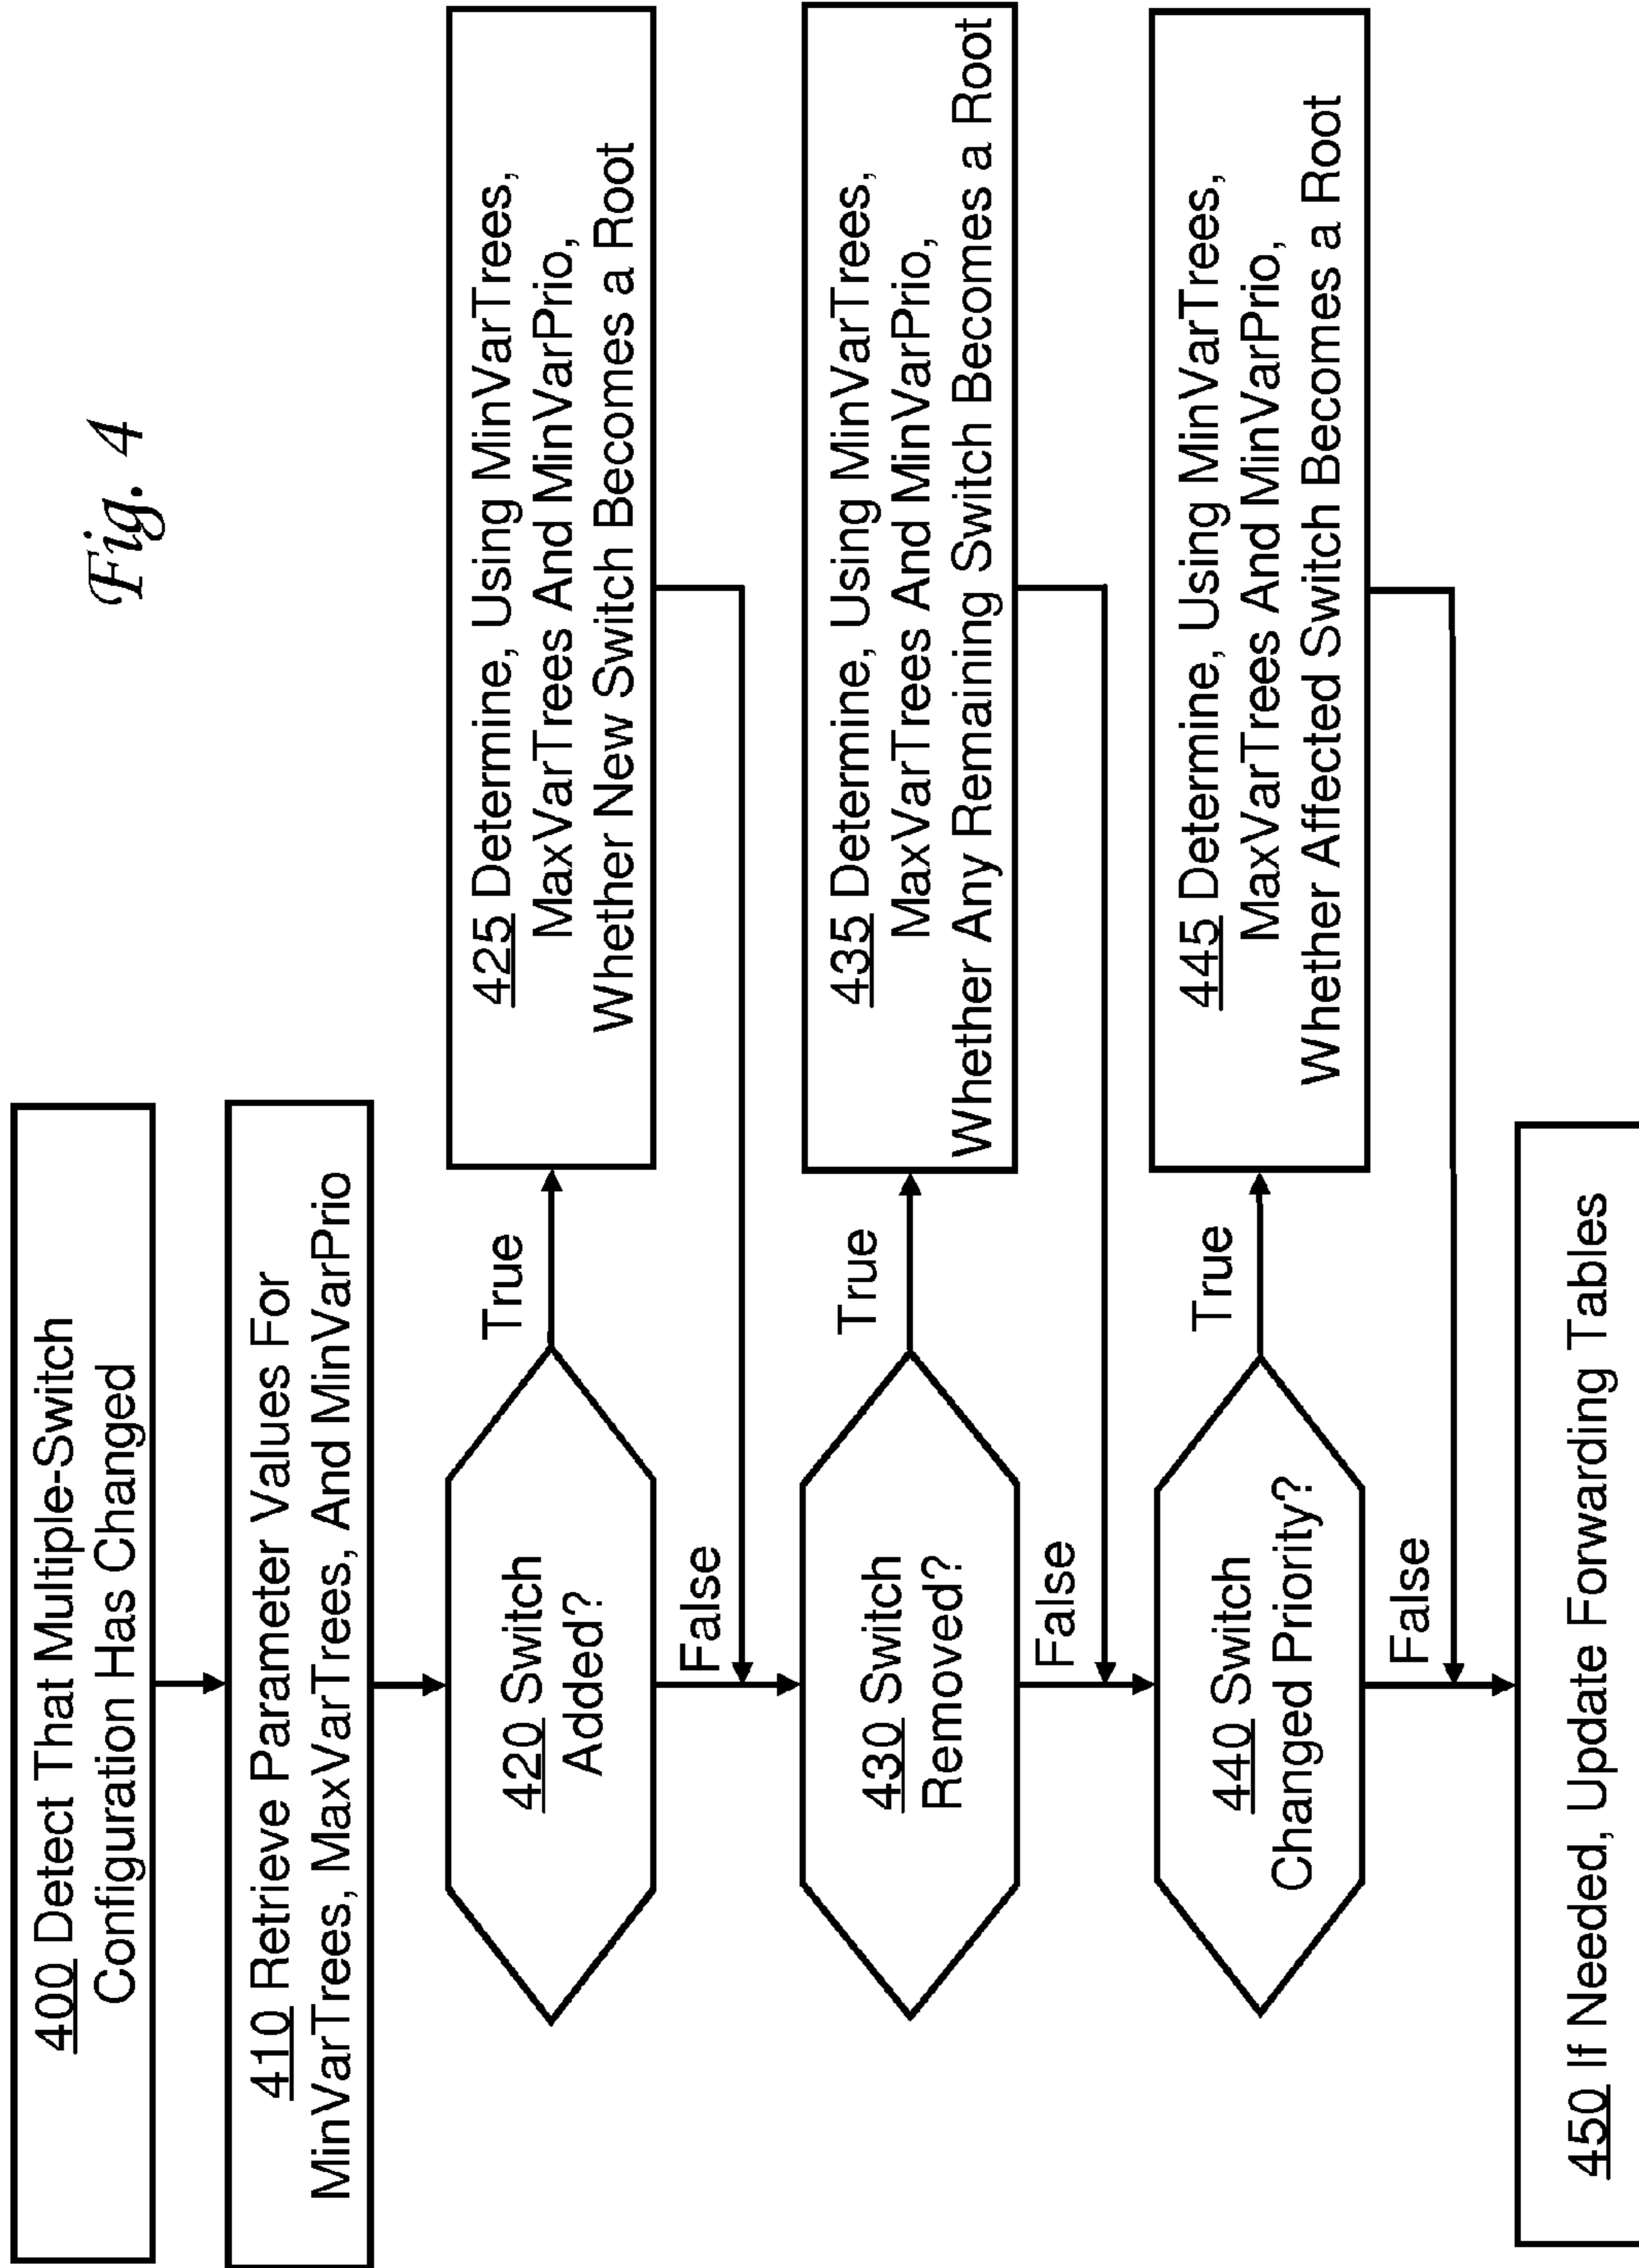 Fig. 4
400 Detect That Multiple-Switch
Configuration Has Changed
410 Retrieve Parameter Values For
MinVarTrees, MaxVarTrees, And MinVarPrio
420 Switch
Added?
True
425 Determine, Using MinVarTrees,
MaxVarTrees And MinVarPrio,
Whether New Switch Becomes a Root
False
430 Switch
Removed?
True
435 Determine, Using MinVarTrees,
MaxVarTrees And MinVarPrio,
Whether Any Remaining Switch Becomes a Root
False
440 Switch
Changed Priority?
True
445 Determine, Using MinVarTrees,
MaxVarTrees And MinVarPrio,
Whether Affected Switch Becomes a Root
False
450 If Needed, Update Forwarding Tables